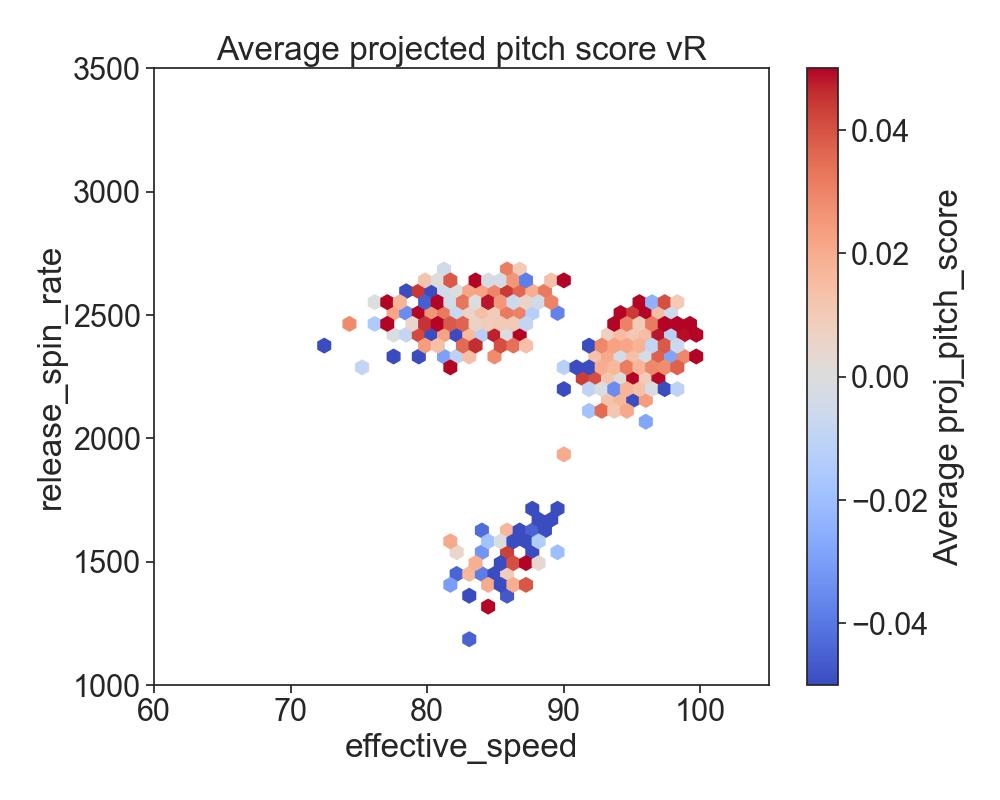 Average projected pitch score vR
3500
3000
2500
2000
1500
1000
release_spin_rate
60 70 80 90 100
effective_speed
0.04
0.02
0.00
−0.02
−0.04
Average proj_pitch_score